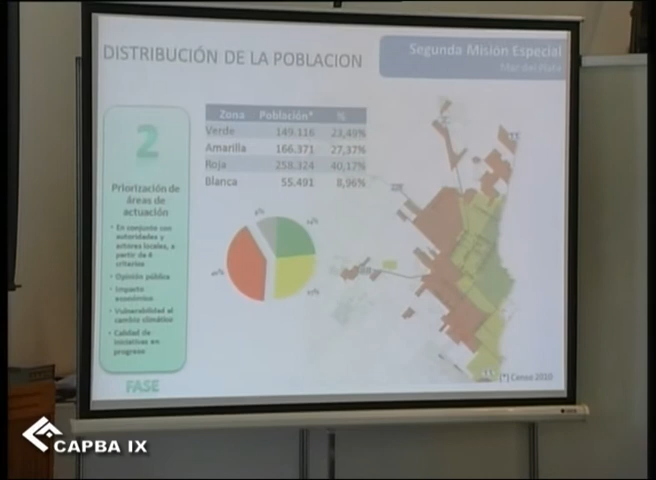 DISTRIBUCIÓN DE LA POBLACION
Segunda Misión Especial
Mar del Plata
2
Priorización de
áreas de
actuación
• En conjunto con
autoridades y
actores locales, a
partir de 6
criterios
• Opinión pública
• Impacto
económico
• Vulnerabilidad al
cambio climático
• Calidad de
iniciativas en
progreso
FASE
Zona Población* %
Verde 149.116 23,49%
Amarilla 166.371 27,37%
Roja 258.324 40,17%
Blanca 55.491 8,96%
(*) Censo 2010
CAPBA IX